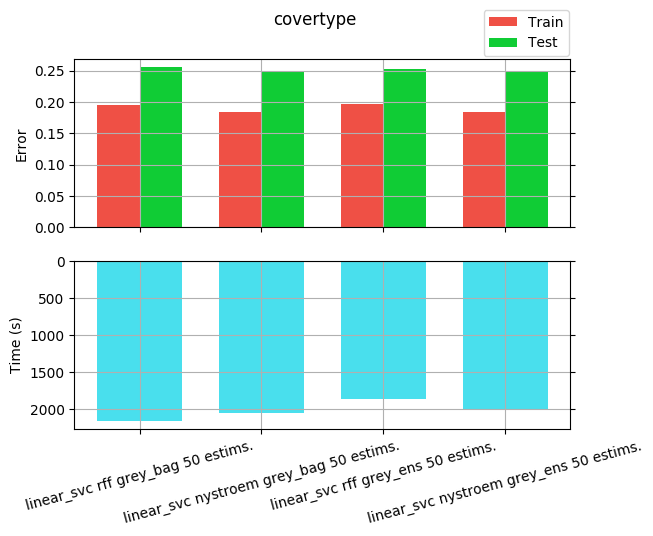 covertype
Train
Test
0.25
0.20
0.15
0.10
0.05
0.00
Error
0
500
1000
1500
2000
Time (s)
linear_svc rff grey_bag 50 estims.
linear_svc nystroem grey_bag 50 estims.
linear_svc rff grey_ens 50 estims.
linear_svc nystroem grey_ens 50 estims.